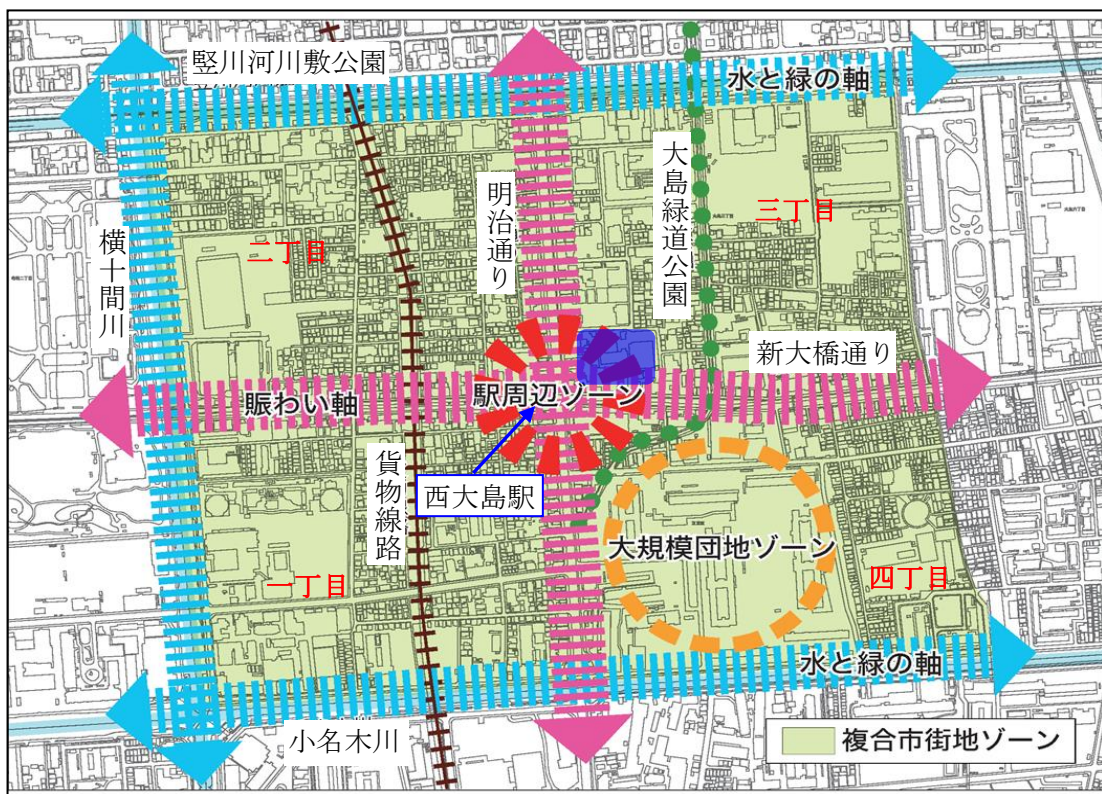 竪川河川敷公園
水と緑の軸
大島緑道公園
明治通り
三丁目
横十間川
二丁目
新大橋通り
駅周辺ゾーン
賑わい軸
貨物線路
西大島駅
大規模団地ゾーン
一丁目
四丁目
水と緑の軸
小名木川
複合市街地ゾーン